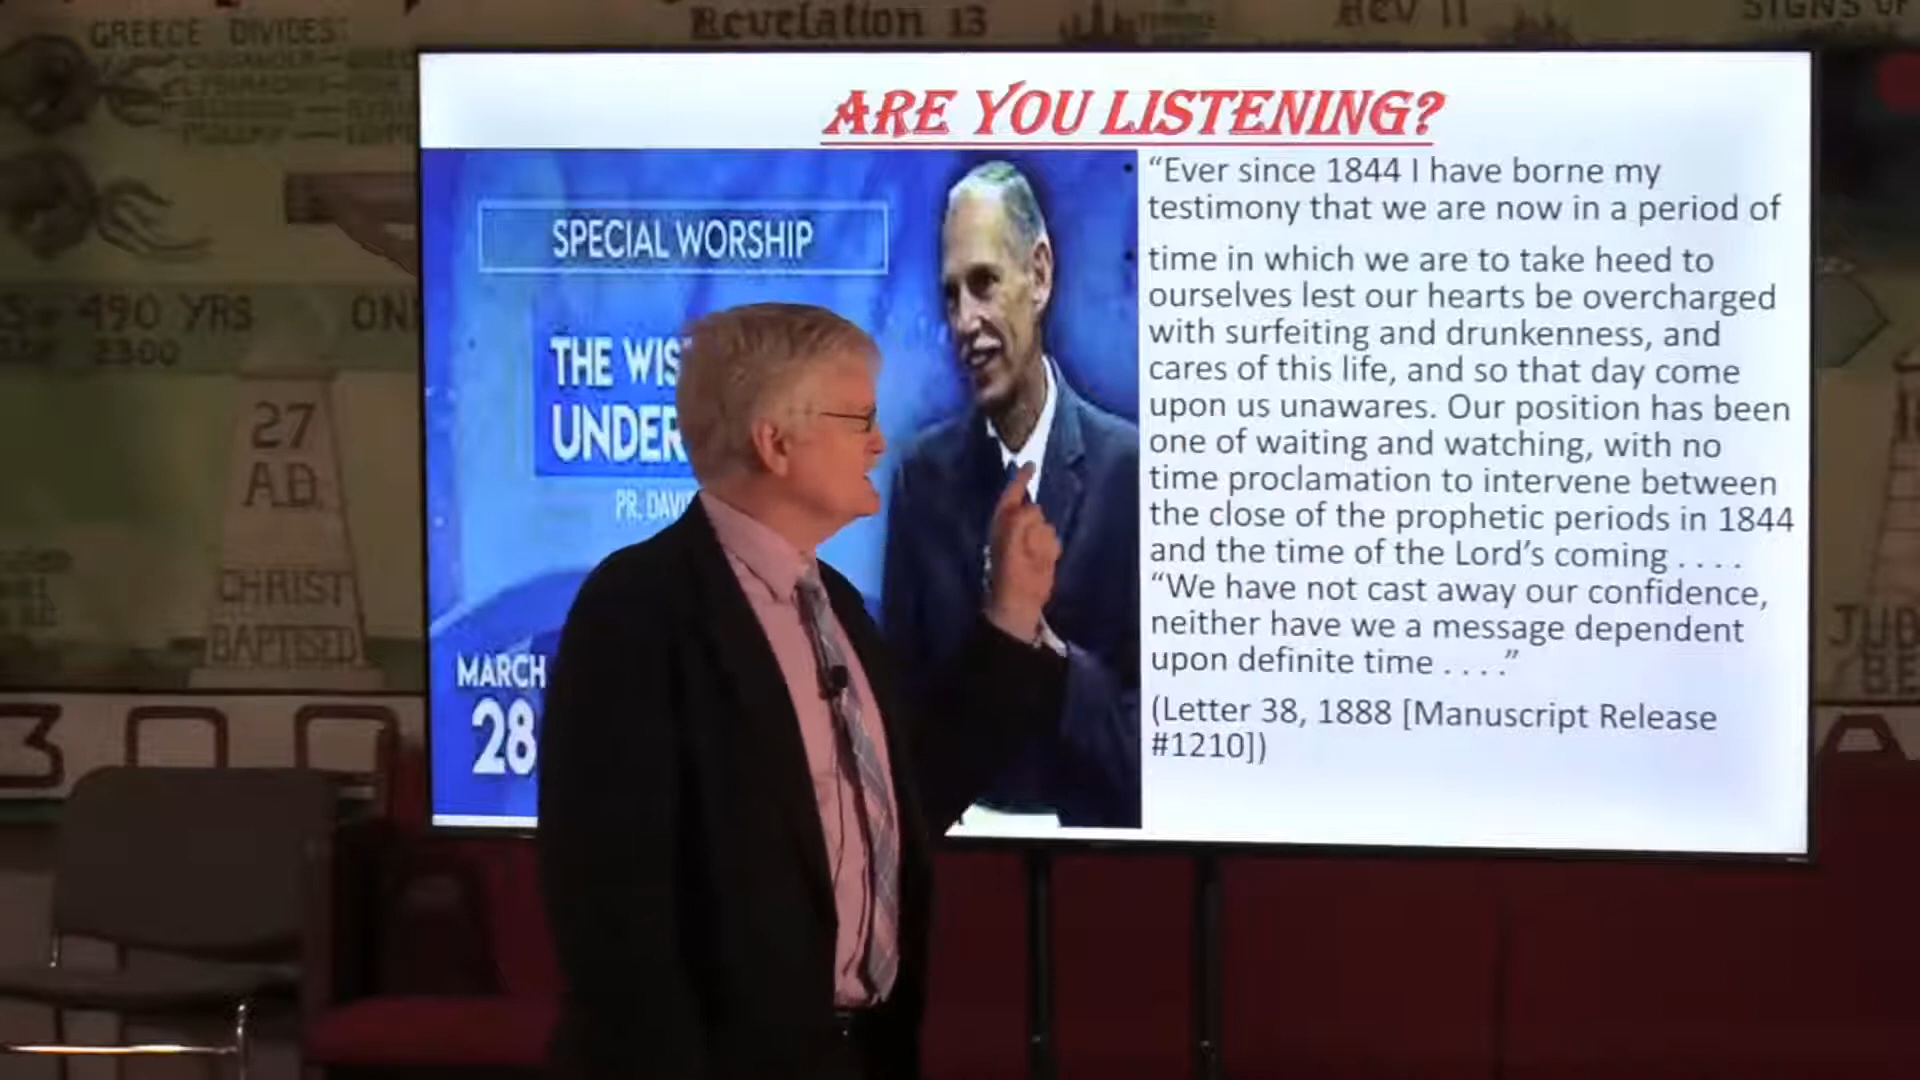 Revelation 13
Rev 11
SIGNS OF
GREECE DIVIDES:
ARE YOU LISTENING?
SPECIAL WORSHIP
THE WIS
UNDER
PR. DAVI
MARCH
28
“Ever since 1844 I have borne my
testimony that we are now in a period of
time in which we are to take heed to
ourselves lest our hearts be overcharged
with surfeiting and drunkenness, and
cares of this life, and so that day come
upon us unawares. Our position has been
one of waiting and watching, with no
time proclamation to intervene between
the close of the prophetic periods in 1844
and the time of the Lord’s coming . . . .
“We have not cast away our confidence,
neither have we a message dependent
upon definite time . . . .”
(Letter 38, 1888 [Manuscript Release
#1210])
490 YRS
2300
27
A.D.
CHRIST
BAPTISED
JUD
BE
300